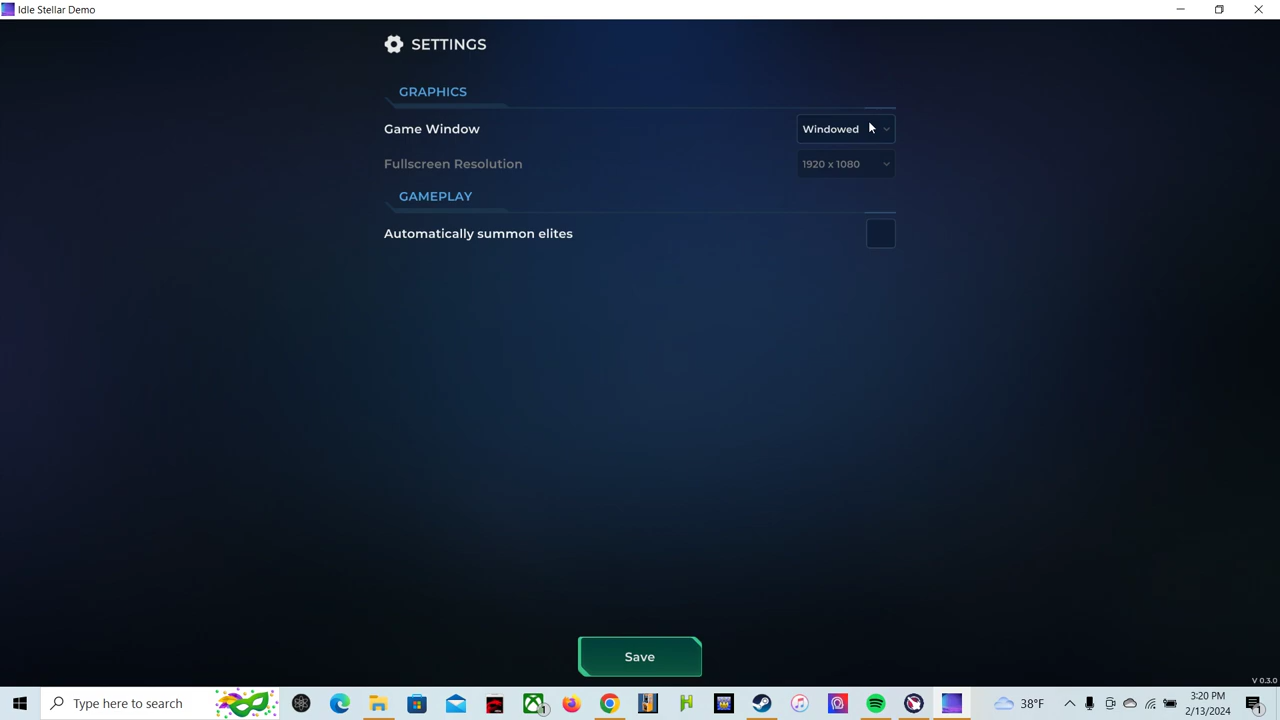 Idle Stellar Demo
SETTINGS
GRAPHICS
Game Window
Windowed
Fullscreen Resolution
1920 x 1080
GAMEPLAY
Automatically summon elites
Save
V 0.3.0
Type here to search
38°F
3:20 PM
2/13/2024